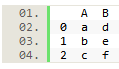 01.    A B
02.  0 a d
03.  1 b e
04.  2 c f